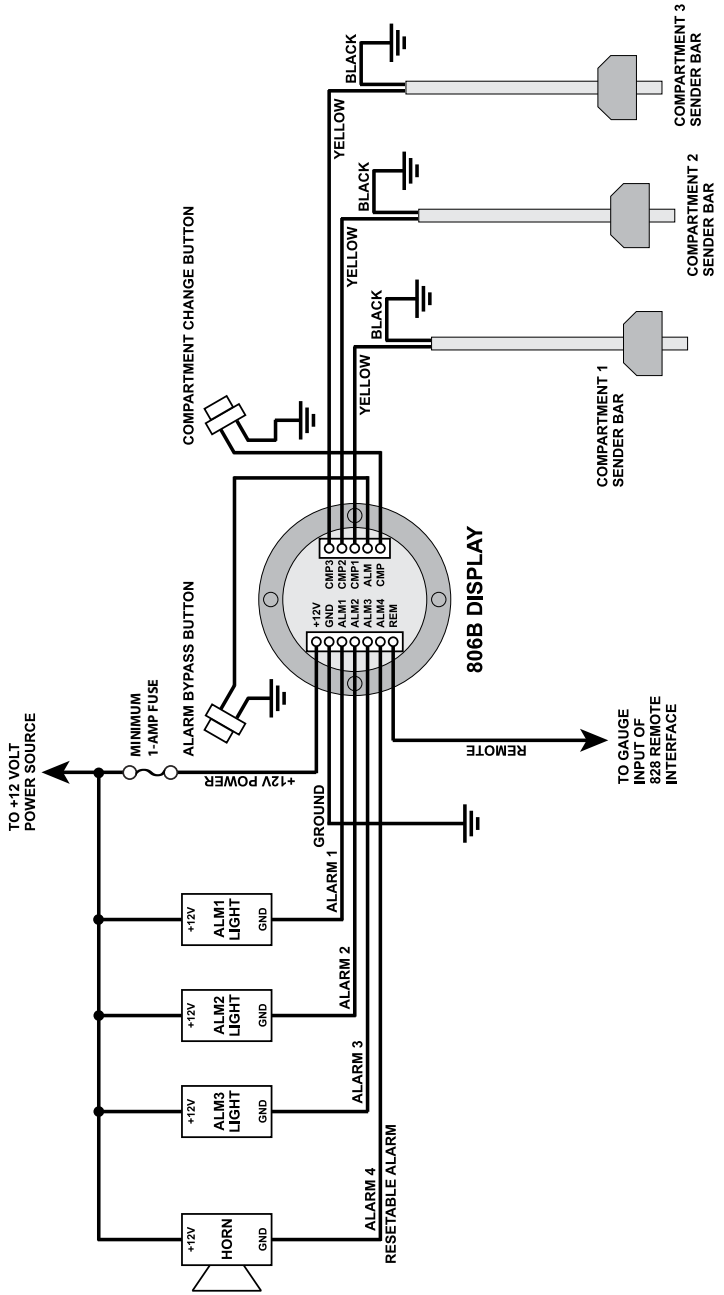 TO +12 VOLT
POWER SOURCE
MINIMUM
1-AMP FUSE
ALARM BYPASS BUTTON
COMPARTMENT CHANGE BUTTON
+12V POWER
GROUND
ALARM 1
ALARM 2
ALARM 3
ALARM 4
RESETABLE ALARM
+12V
ALM1
LIGHT
GND
+12V
ALM2
LIGHT
GND
+12V
ALM3
LIGHT
GND
+12V
HORN
GND
+12V
GND
ALM1
ALM2
ALM3
ALM4
REM
CMP3
CMP2
CMP1
ALM
CMP
806B DISPLAY
REMOTE
TO GAUGE
INPUT OF
828 REMOTE
INTERFACE
YELLOW
BLACK
COMPARTMENT 1
SENDER BAR
YELLOW
BLACK
COMPARTMENT 2
SENDER BAR
YELLOW
BLACK
COMPARTMENT 3
SENDER BAR